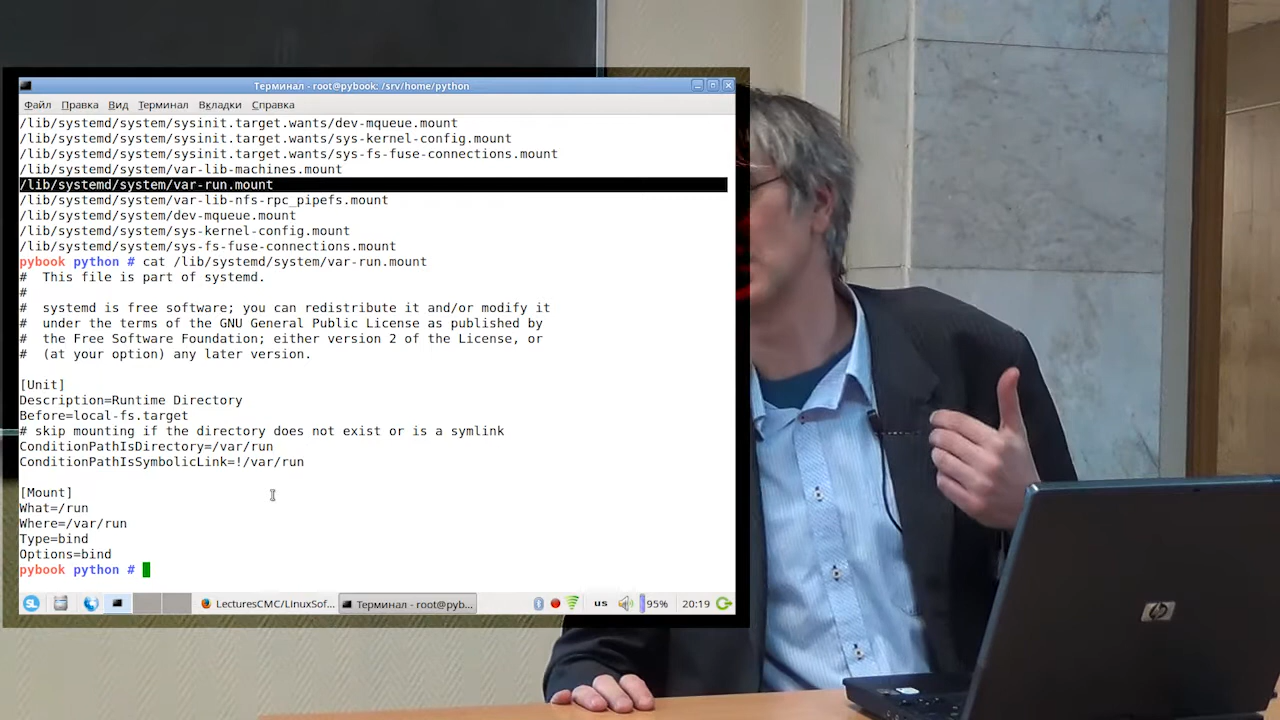 Терминал - root@pybook: /srv/home/python
Файл Правка Вид Терминал Вкладки Справка
/lib/systemd/system/sysinit.target.wants/dev-mqueue.mount
/lib/systemd/system/sysinit.target.wants/sys-kernel-config.mount
/lib/systemd/system/sysinit.target.wants/sys-fs-fuse-connections.mount
/lib/systemd/system/var-lib-machines.mount
/lib/systemd/system/var-run.mount
/lib/systemd/system/var-lib-nfs-rpc_pipefs.mount
/lib/systemd/system/dev-mqueue.mount
/lib/systemd/system/sys-kernel-config.mount
/lib/systemd/system/sys-fs-fuse-connections.mount
pybook python # cat /lib/systemd/system/var-run.mount
#  This file is part of systemd.
#
#  systemd is free software; you can redistribute it and/or modify it
#  under the terms of the GNU General Public License as published by
#  the Free Software Foundation; either version 2 of the License, or
#  (at your option) any later version.
[Unit]
Description=Runtime Directory
Before=local-fs.target
# skip mounting if the directory does not exist or is a symlink
ConditionPathIsDirectory=/var/run
ConditionPathIsSymbolicLink=!/var/run
[Mount]
What=/run
Where=/var/run
Type=bind
Options=bind
pybook python #
LecturesCMC/LinuxSof... Терминал - root@pyb... us 95% 20:19
hp